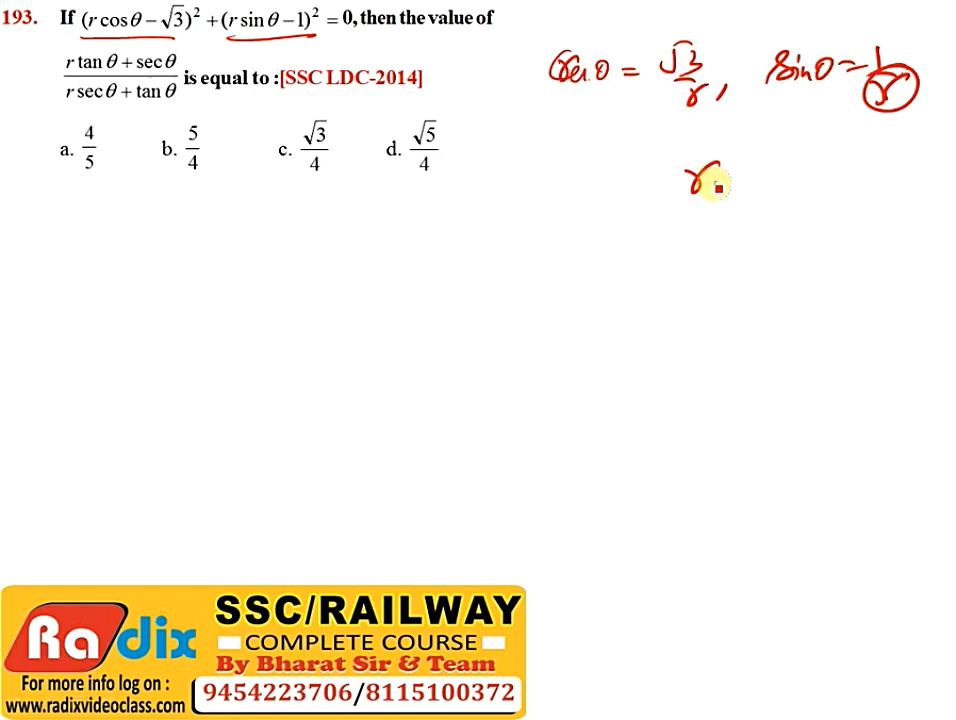 193. If (r cos θ − √3)² + (r sin θ − 1)² = 0, then the value of
r tan θ + sec θ / r sec θ + tan θ is equal to : [SSC LDC-2014]
a. 4/5 b. 5/4 c. √3/4 d. √5/4
cos θ = √3/r , sin θ = 1/r
r
Radix
For more info log on :
www.radixvideoclass.com
SSC/RAILWAY
COMPLETE COURSE
By Bharat Sir & Team
9454223706/8115100372